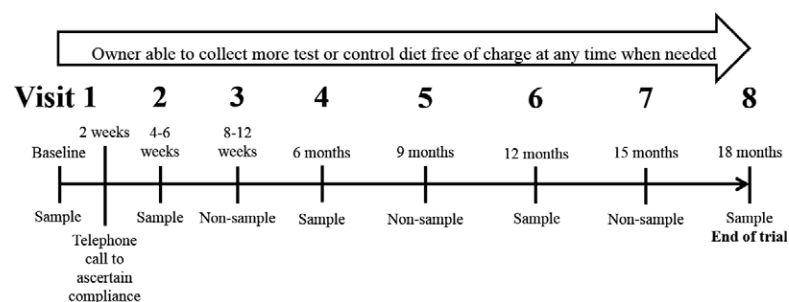 Owner able to collect more test or control diet free of charge at any time when needed
Visit 1 2 3 4 5 6 7 8
2 weeks 4-6 8-12
Baseline weeks weeks 6 months 9 months 12 months 15 months 18 months
Sample Sample Non-sample Sample Non-sample Sample Non-sample Sample
Telephone End of trial
call to
ascertain
compliance